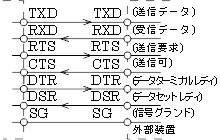 TXD TXD (送信データ)
RXD RXD (受信データ)
RTS RTS (送信要求)
CTS CTS (送信可)
DTR DTR (データターミナルレディ)
DSR DSR (データセットレディ)
SG SG (信号グランド)
外部装置